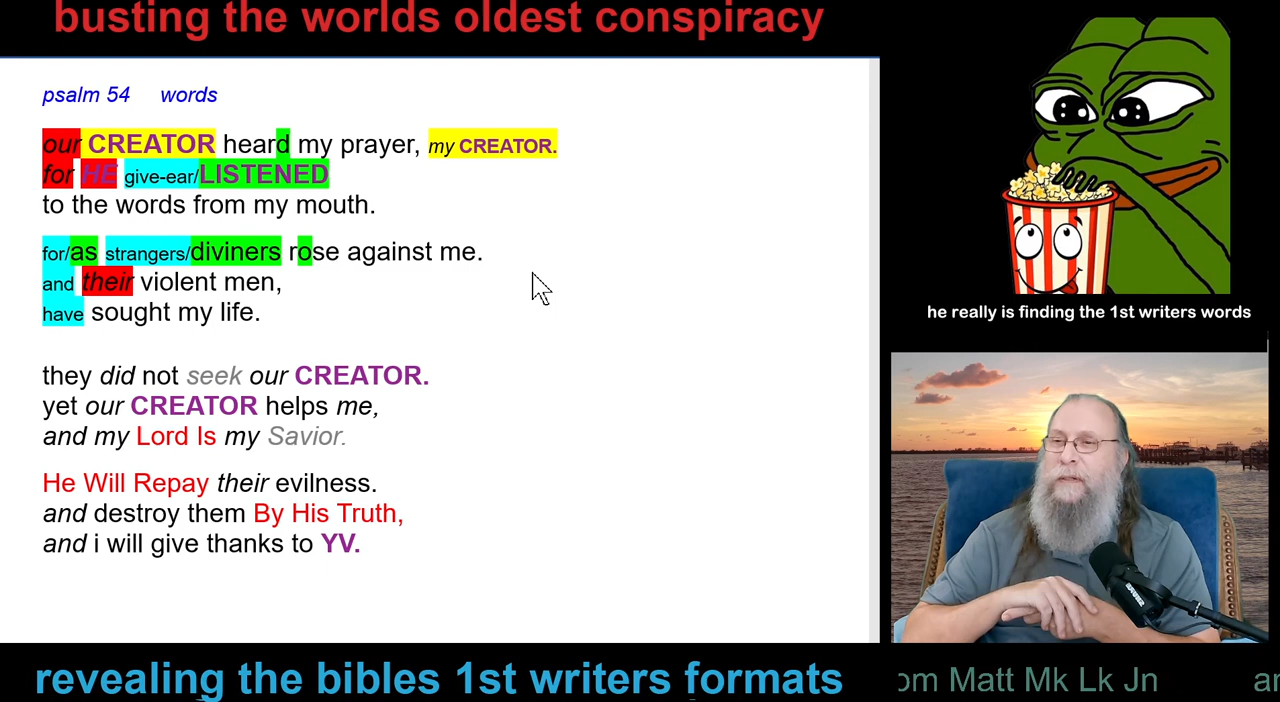 busting the worlds oldest conspiracy
psalm 54 words
our CREATOR heard my prayer, my CREATOR.
for HE give-ear/LISTENED
to the words from my mouth.
for/as strangers/diviners rose against me.
and their violent men,
have sought my life.
they did not seek our CREATOR.
yet our CREATOR helps me,
and my Lord Is my Savior.
He Will Repay their evilness.
and destroy them By His Truth,
and i will give thanks to YV.
he really is finding the 1st writers words
revealing the bibles 1st writers formats
om Matt Mk Lk Jn